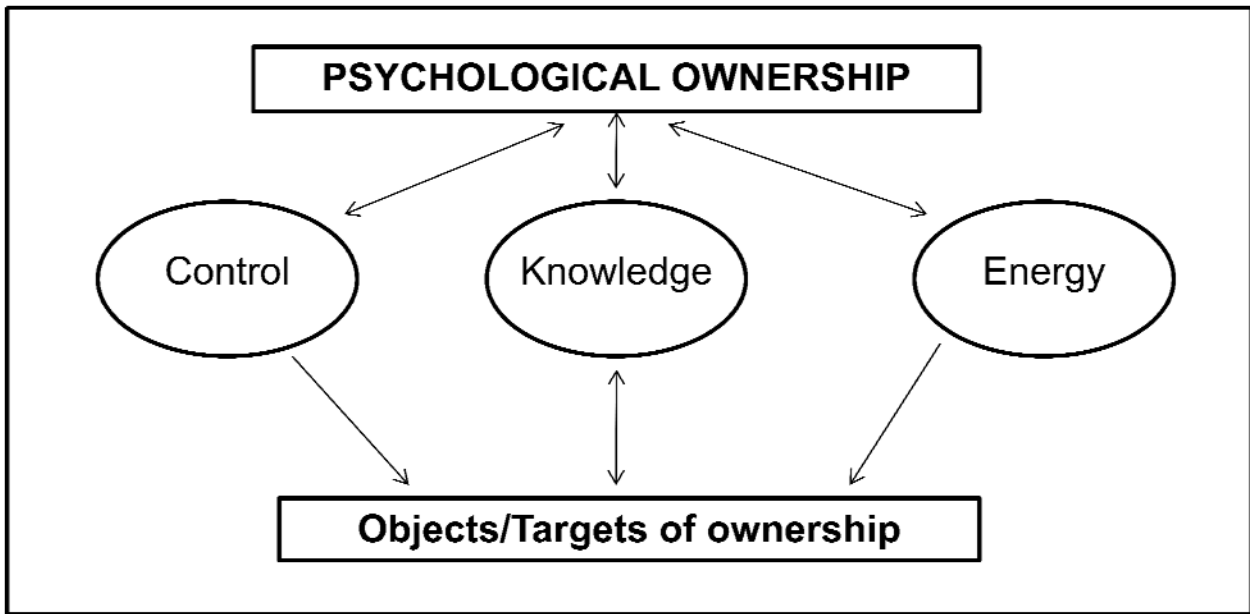 PSYCHOLOGICAL OWNERSHIP
Control
Knowledge
Energy
Objects/Targets of ownership